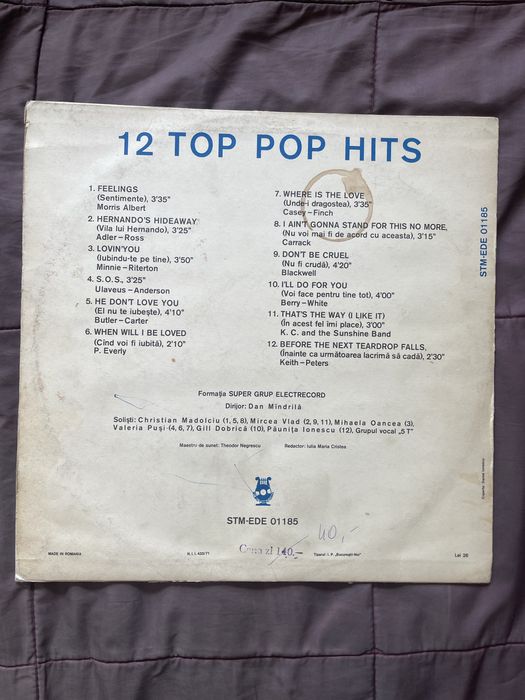 12 TOP POP HITS
1. FEELINGS
(Sentimente), 3'35"
Morris Albert
2. HERNANDO'S HIDEAWAY
(Vila lui Hernando), 3'25"
Adler–Ross
3. LOVIN'YOU
(Iubindu-te pe tine), 3'50"
Minnie–Riterton
4. S.O.S., 3'25"
Ulaveus–Anderson
5. HE DON'T LOVE YOU
(El nu te iubește), 4'10"
Butler–Carter
6. WHEN WILL I BE LOVED
(Cînd voi fi iubită), 2'10"
P. Everly
7. WHERE IS THE LOVE
(Unde-i dragostea), 3'35"
Casey–Finch
8. I AIN'T GONNA STAND FOR THIS NO MORE,
(Nu voi mai fi de acord cu aceasta), 3'15"
Carrack
9. DON'T BE CRUEL
(Nu fi crudă), 4'20"
Blackwell
10. I'LL DO FOR YOU
(Voi face pentru tine tot), 4'00"
Berry–White
11. THAT'S THE WAY (I LIKE IT)
(În acest fel îmi place), 3'00"
K. C. and the Sunshine Band
12. BEFORE THE NEXT TEARDROP FALLS,
(Înainte ca următoarea lacrimă să cadă), 2'30"
Keith–Peters
STM-EDE 01185
Formația SUPER GRUP ELECTRECORD
Dirijor: Dan Mîndrilă
Soliști: Christian Madolciu (1, 5, 8), Mircea Vlad (2, 9, 11), Mihaela Oancea (3),
Valeria Puși (4, 6, 7), Gill Dobrică (10), Păunița Ionescu (12), Grupul vocal „5 T"
Maestru de sunet: Theodor Negrescu Redactor: Iulia Maria Cristea
STM-EDE 01185
MADE IN ROMANIA
Cena zł 140,–
40,–
Tiparul I. P. „București-Noi"
Lei 26